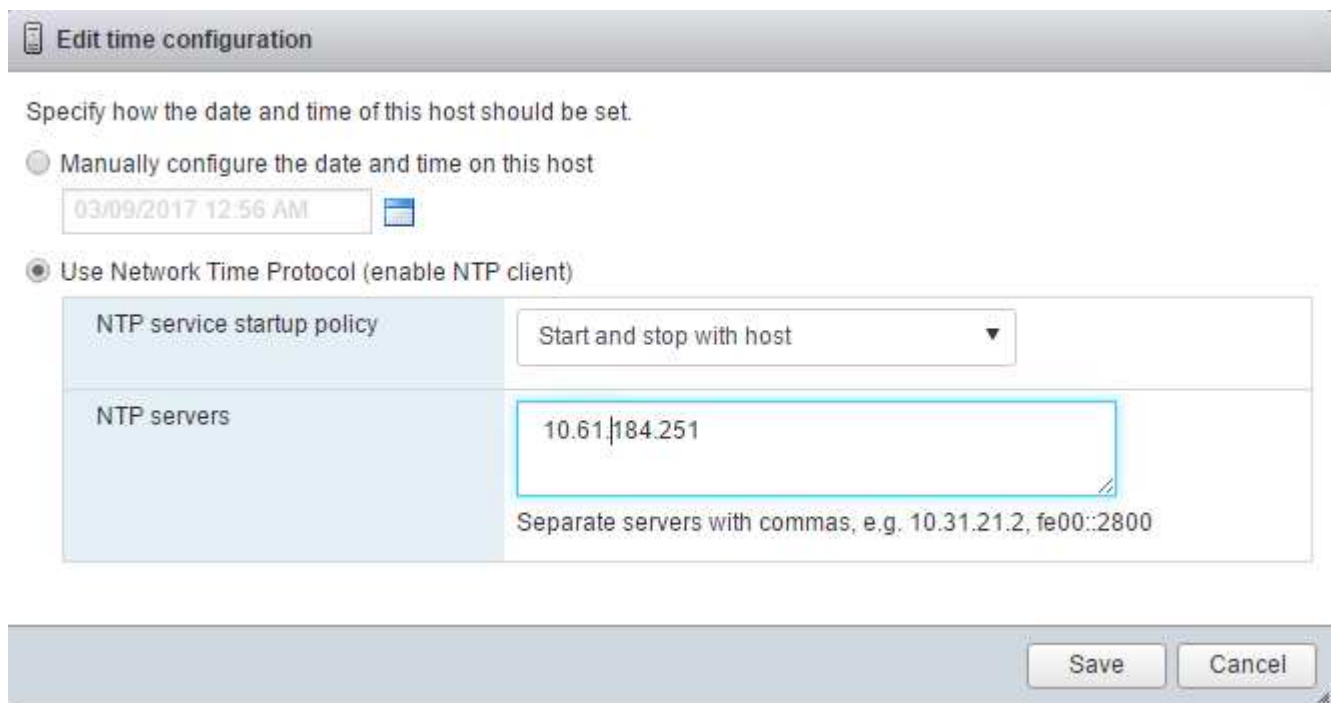 Edit time configuration
Specify how the date and time of this host should be set.
Manually configure the date and time on this host
03/09/2017 12:56 AM
Use Network Time Protocol (enable NTP client)
NTP service startup policy
Start and stop with host
NTP servers
10.61.184.251
Separate servers with commas, e.g. 10.31.21.2, fe00::2800
Save
Cancel